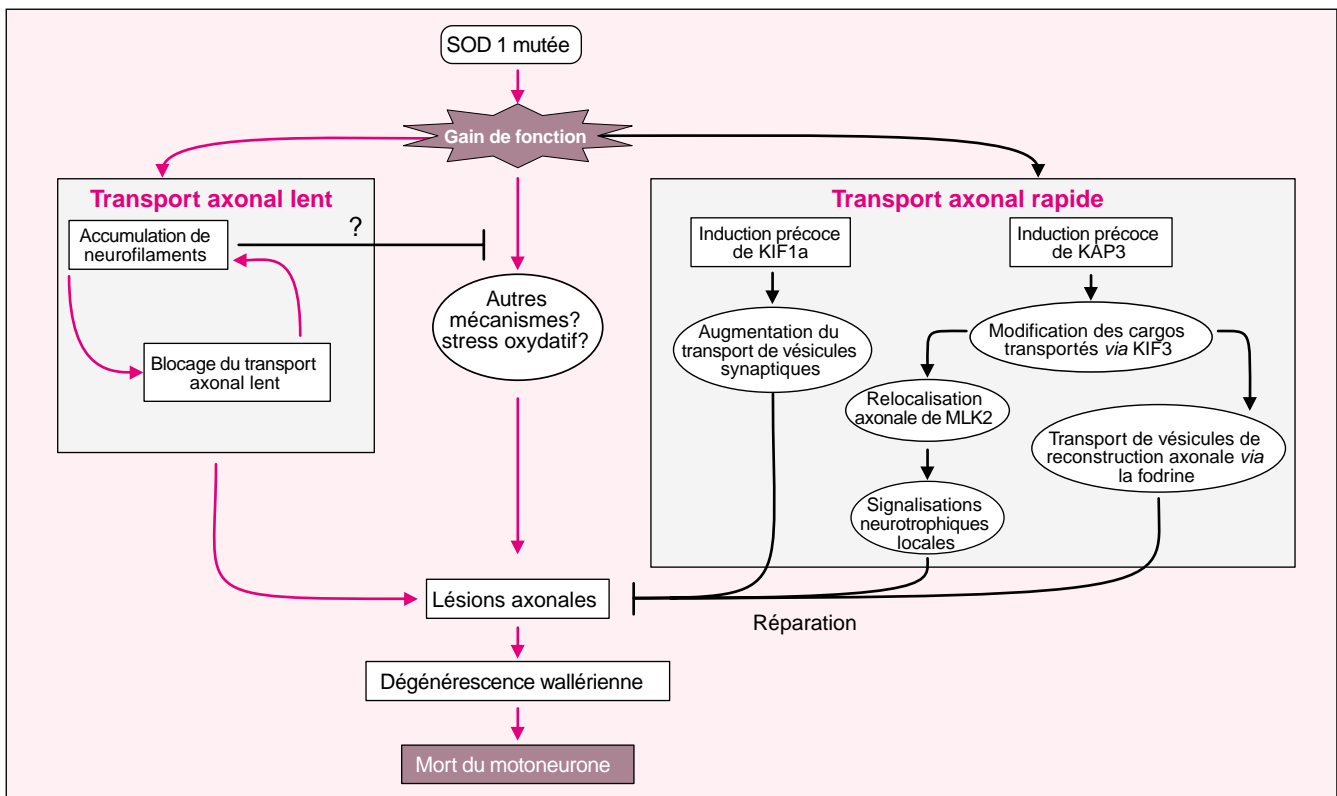 SOD 1 mutée
Gain de fonction
Transport axonal lent
Accumulation de
neurofilaments
?
Blocage du transport
axonal lent
Autres
mécanismes?
stress oxydatif?
Transport axonal rapide
Induction précoce
de KIF1a
Induction précoce
de KAP3
Augmentation du
transport de vésicules
synaptiques
Modification des cargos
transportés via KIF3
Relocalisation
axonale de MLK2
Transport de vésicules de
reconstruction axonale via
la fodrine
Signalisations
neurotrophiques
locales
Lésions axonales
Réparation
Dégénérescence wallérienne
Mort du motoneurone